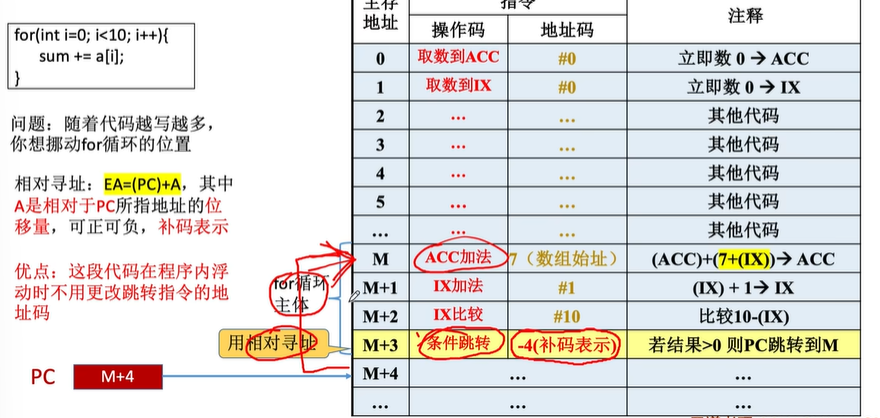 for(int i=0; i<10; i++){
sum += a[i];
}
问题：随着代码越写越多，
你想挪动for循环的位置
相对寻址：EA=(PC)+A，其中
A是相对于PC所指地址的位
移量，可正可负，补码表示
优点：这段代码在程序内浮
动时不用更改跳转指令的地
址码
for循环
主体
用相对寻址
PC
M+4
主存
地址
指令
注释
操作码 地址码
0 取数到ACC #0 立即数 0 → ACC
1 取数到IX #0 立即数 0 → IX
2 … … 其他代码
3 … … 其他代码
4 … … 其他代码
5 … … 其他代码
… … … 其他代码
M ACC加法 7（数组始址） (ACC)+(7+(IX))→ ACC
M+1 IX加法 #1 (IX) + 1→ IX
M+2 IX比较 #10 比较10-(IX)
M+3 条件跳转 -4(补码表示) 若结果>0 则PC跳转到M
M+4 … …
… … …